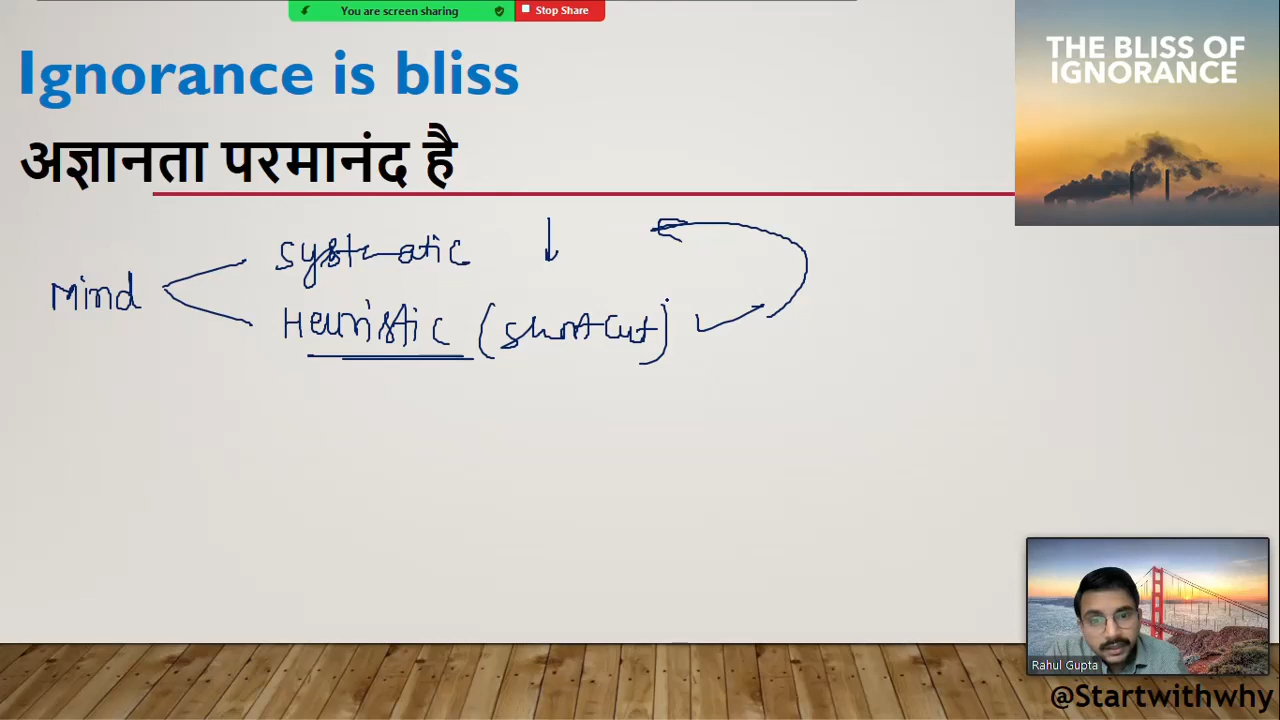 You are screen sharing Stop Share
Ignorance is bliss
अज्ञानता परमानंद है
THE BLISS OF
IGNORANCE
Mind
Systematic
Heuristic (shortcut)
Rahul Gupta
@Startwithwhy